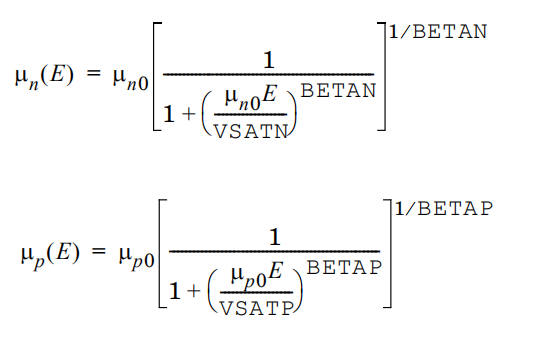 μn(E) = μn0 [ 1 / ( 1 + ( μn0E / VSATN )^BETAN ) ]^1/BETAN
μp(E) = μp0 [ 1 / ( 1 + ( μp0E / VSATP )^BETAP ) ]^1/BETAP